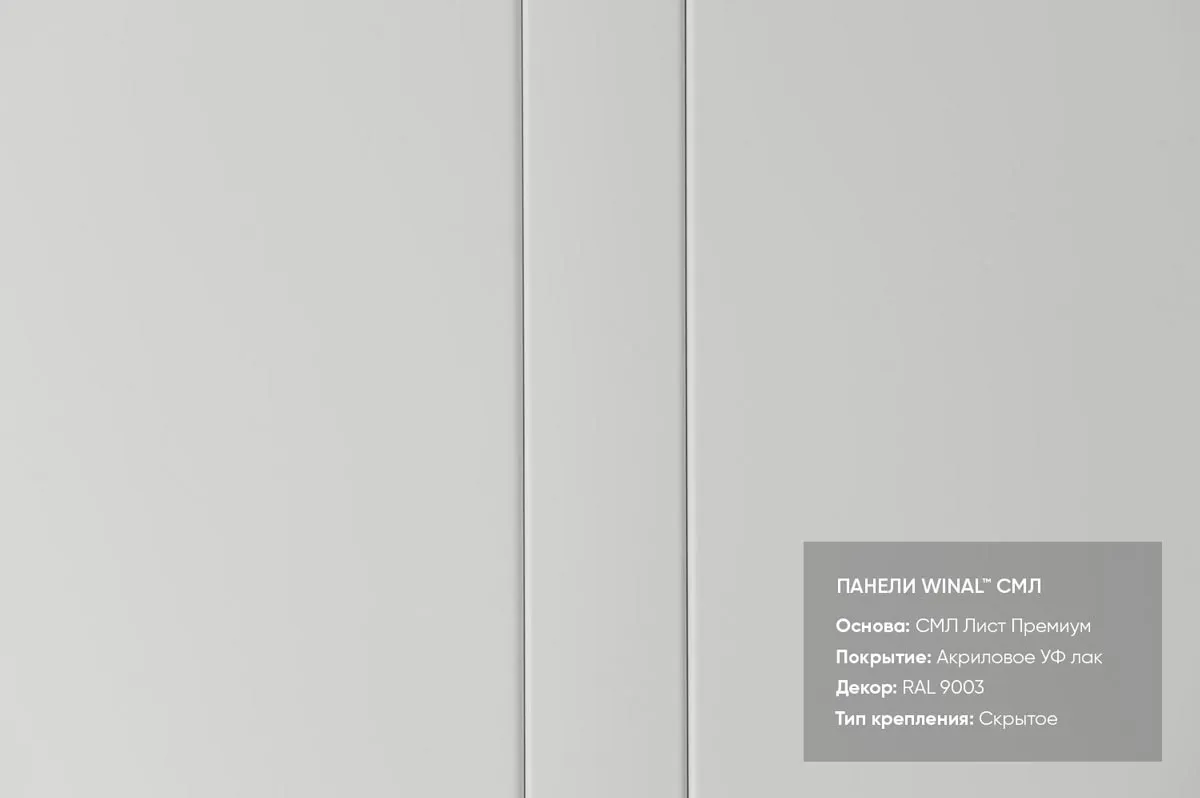 ПАНЕЛИ WINAL™ СМЛ
Основа: СМЛ Лист Премиум
Покрытие: Акриловое УФ лак
Декор: RAL 9003
Тип крепления: Скрытое